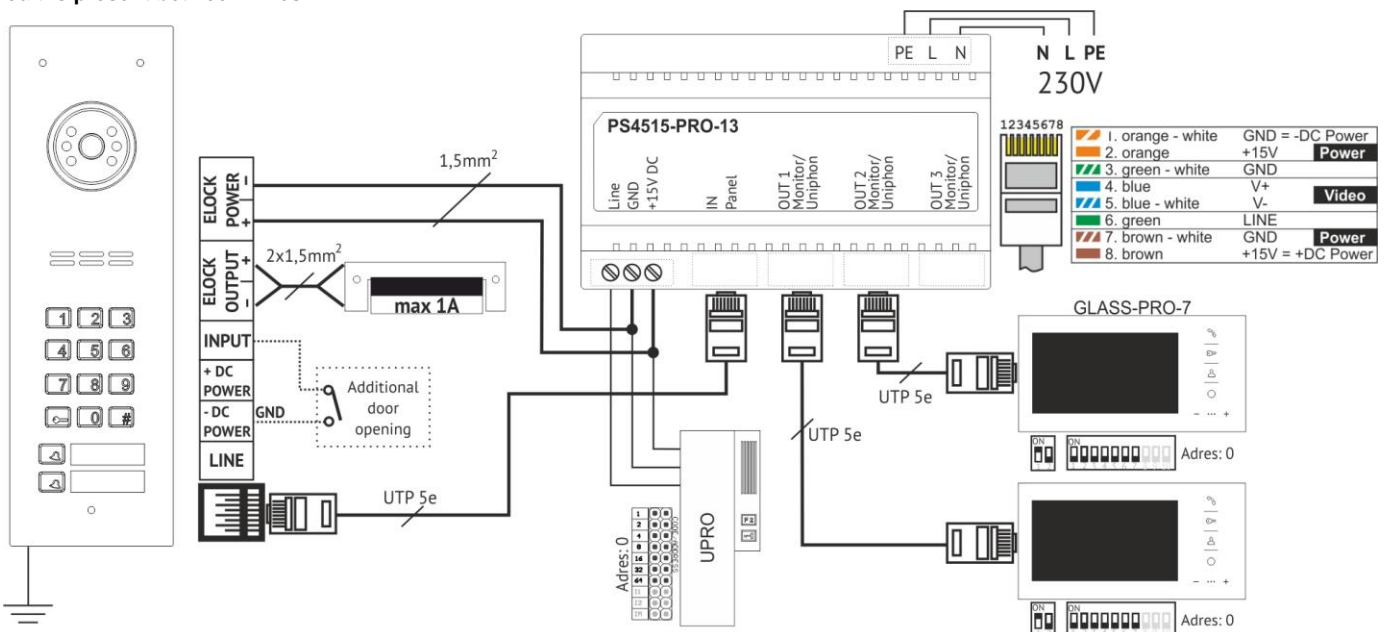 PE L N
N L PE
230V
PS4515-PRO-13
Line
GND
+15V DC
IN
Panel
OUT 1
Monitor/
Uniphon
OUT 2
Monitor/
Uniphon
OUT 3
Monitor/
Uniphon
12345678
1. orange - white GND = -DC Power
2. orange +15V Power
3. green - white GND
4. blue V+
5. blue - white V-
Video
6. green LINE
7. brown - white GND Power
8. brown +15V = +DC Power
1,5mm²
ELOCK
POWER
+ -
2x1,5mm²
ELOCK
OUTPUT
- +
max 1A
INPUT
+ DC
POWER
- DC
POWER
GND
LINE
Additional
door
opening
1 2 3
4 5 6
7 8 9
0 #
UTP 5e
UTP 5e
UTP 5e
GLASS-PRO-7
- ... +
ON
ON
Adres: 0
- ... +
ON
ON
Adres: 0
Adres: 0
1
2
4
8
16
32
64
UPRO